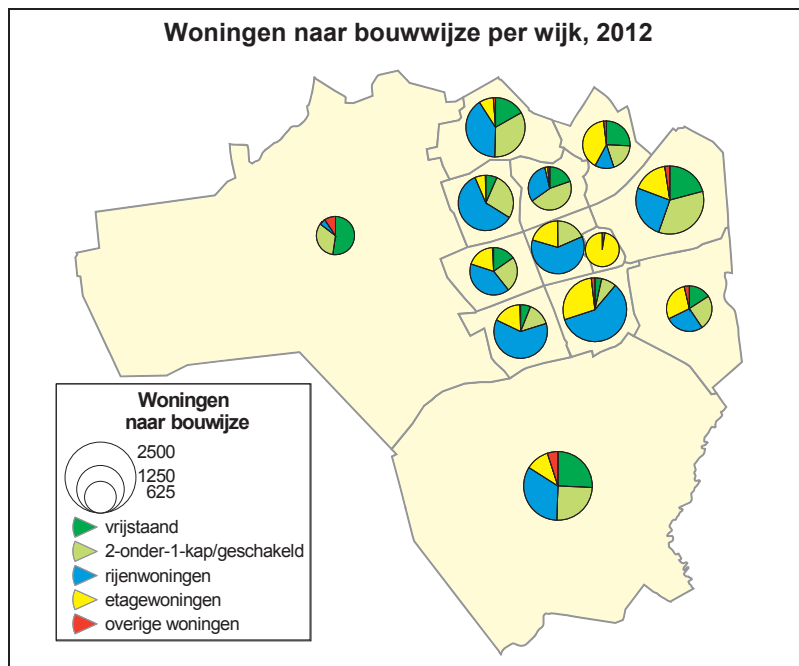 Woningen naar bouwwijze per wijk, 2012
Woningen
naar bouwijze
2500
1250
625
vrijstaand
2-onder-1-kap/geschakeld
rijenwoningen
etagewoningen
overige woningen